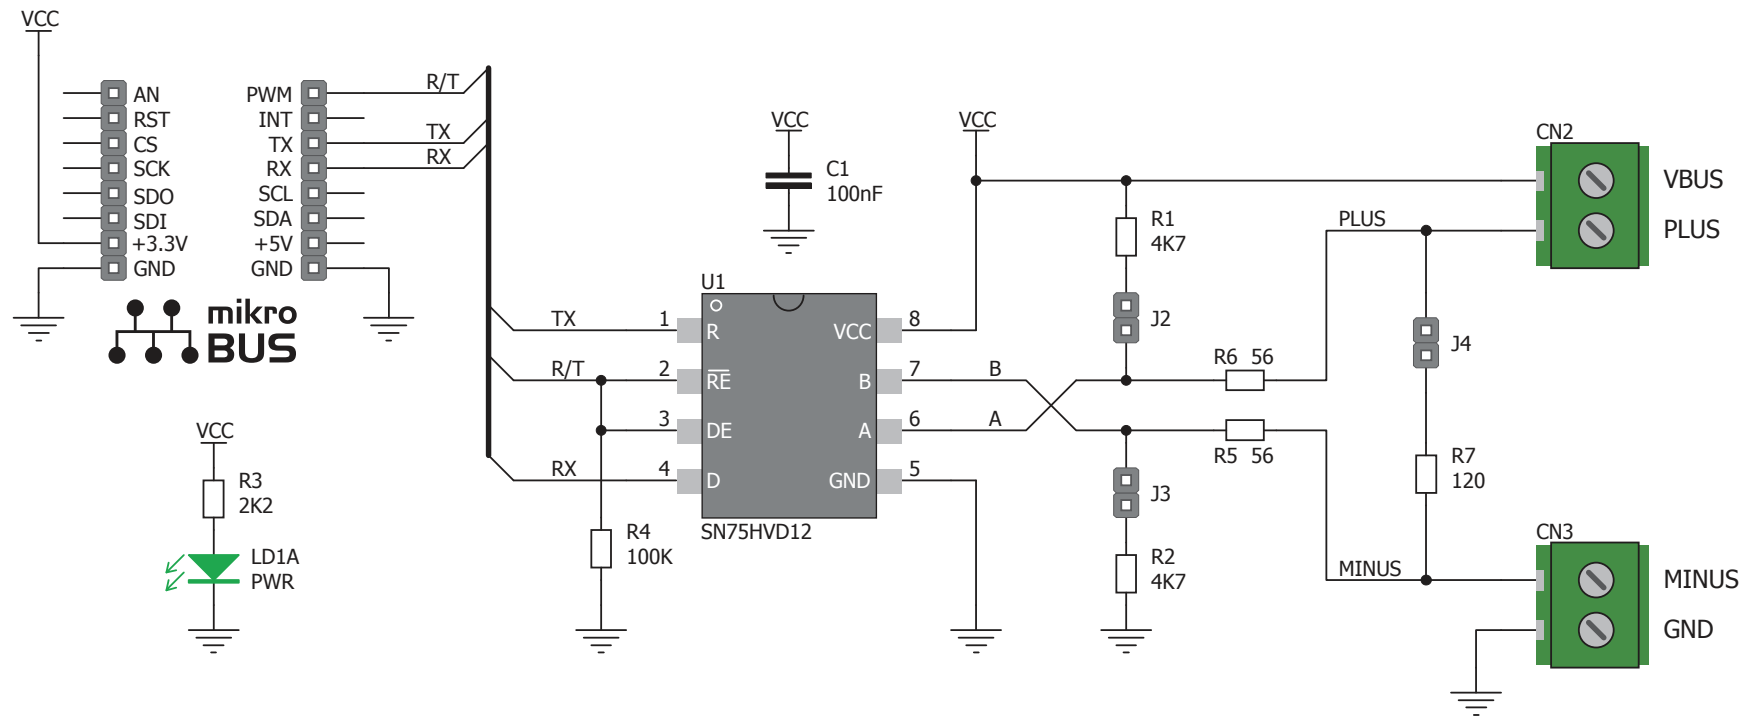 VCC
AN
RST
CS
SCK
SDO
SDI
+3.3V
GND
PWM
INT
TX
RX
SCL
SDA
+5V
GND
R/T
TX
RX
mikro
BUS
VCC
R3
2K2
LD1A
PWR
VCC
C1
100nF
TX
R/T
RX
R4
100K
U1
1
2
3
4
R
RE
DE
D
VCC
B
A
GND
8
7
6
5
SN75HVD12
VCC
B
A
R1
4K7
J2
J3
R2
4K7
R6 56
R5 56
PLUS
MINUS
J4
R7
120
CN2
VBUS
PLUS
CN3
MINUS
GND